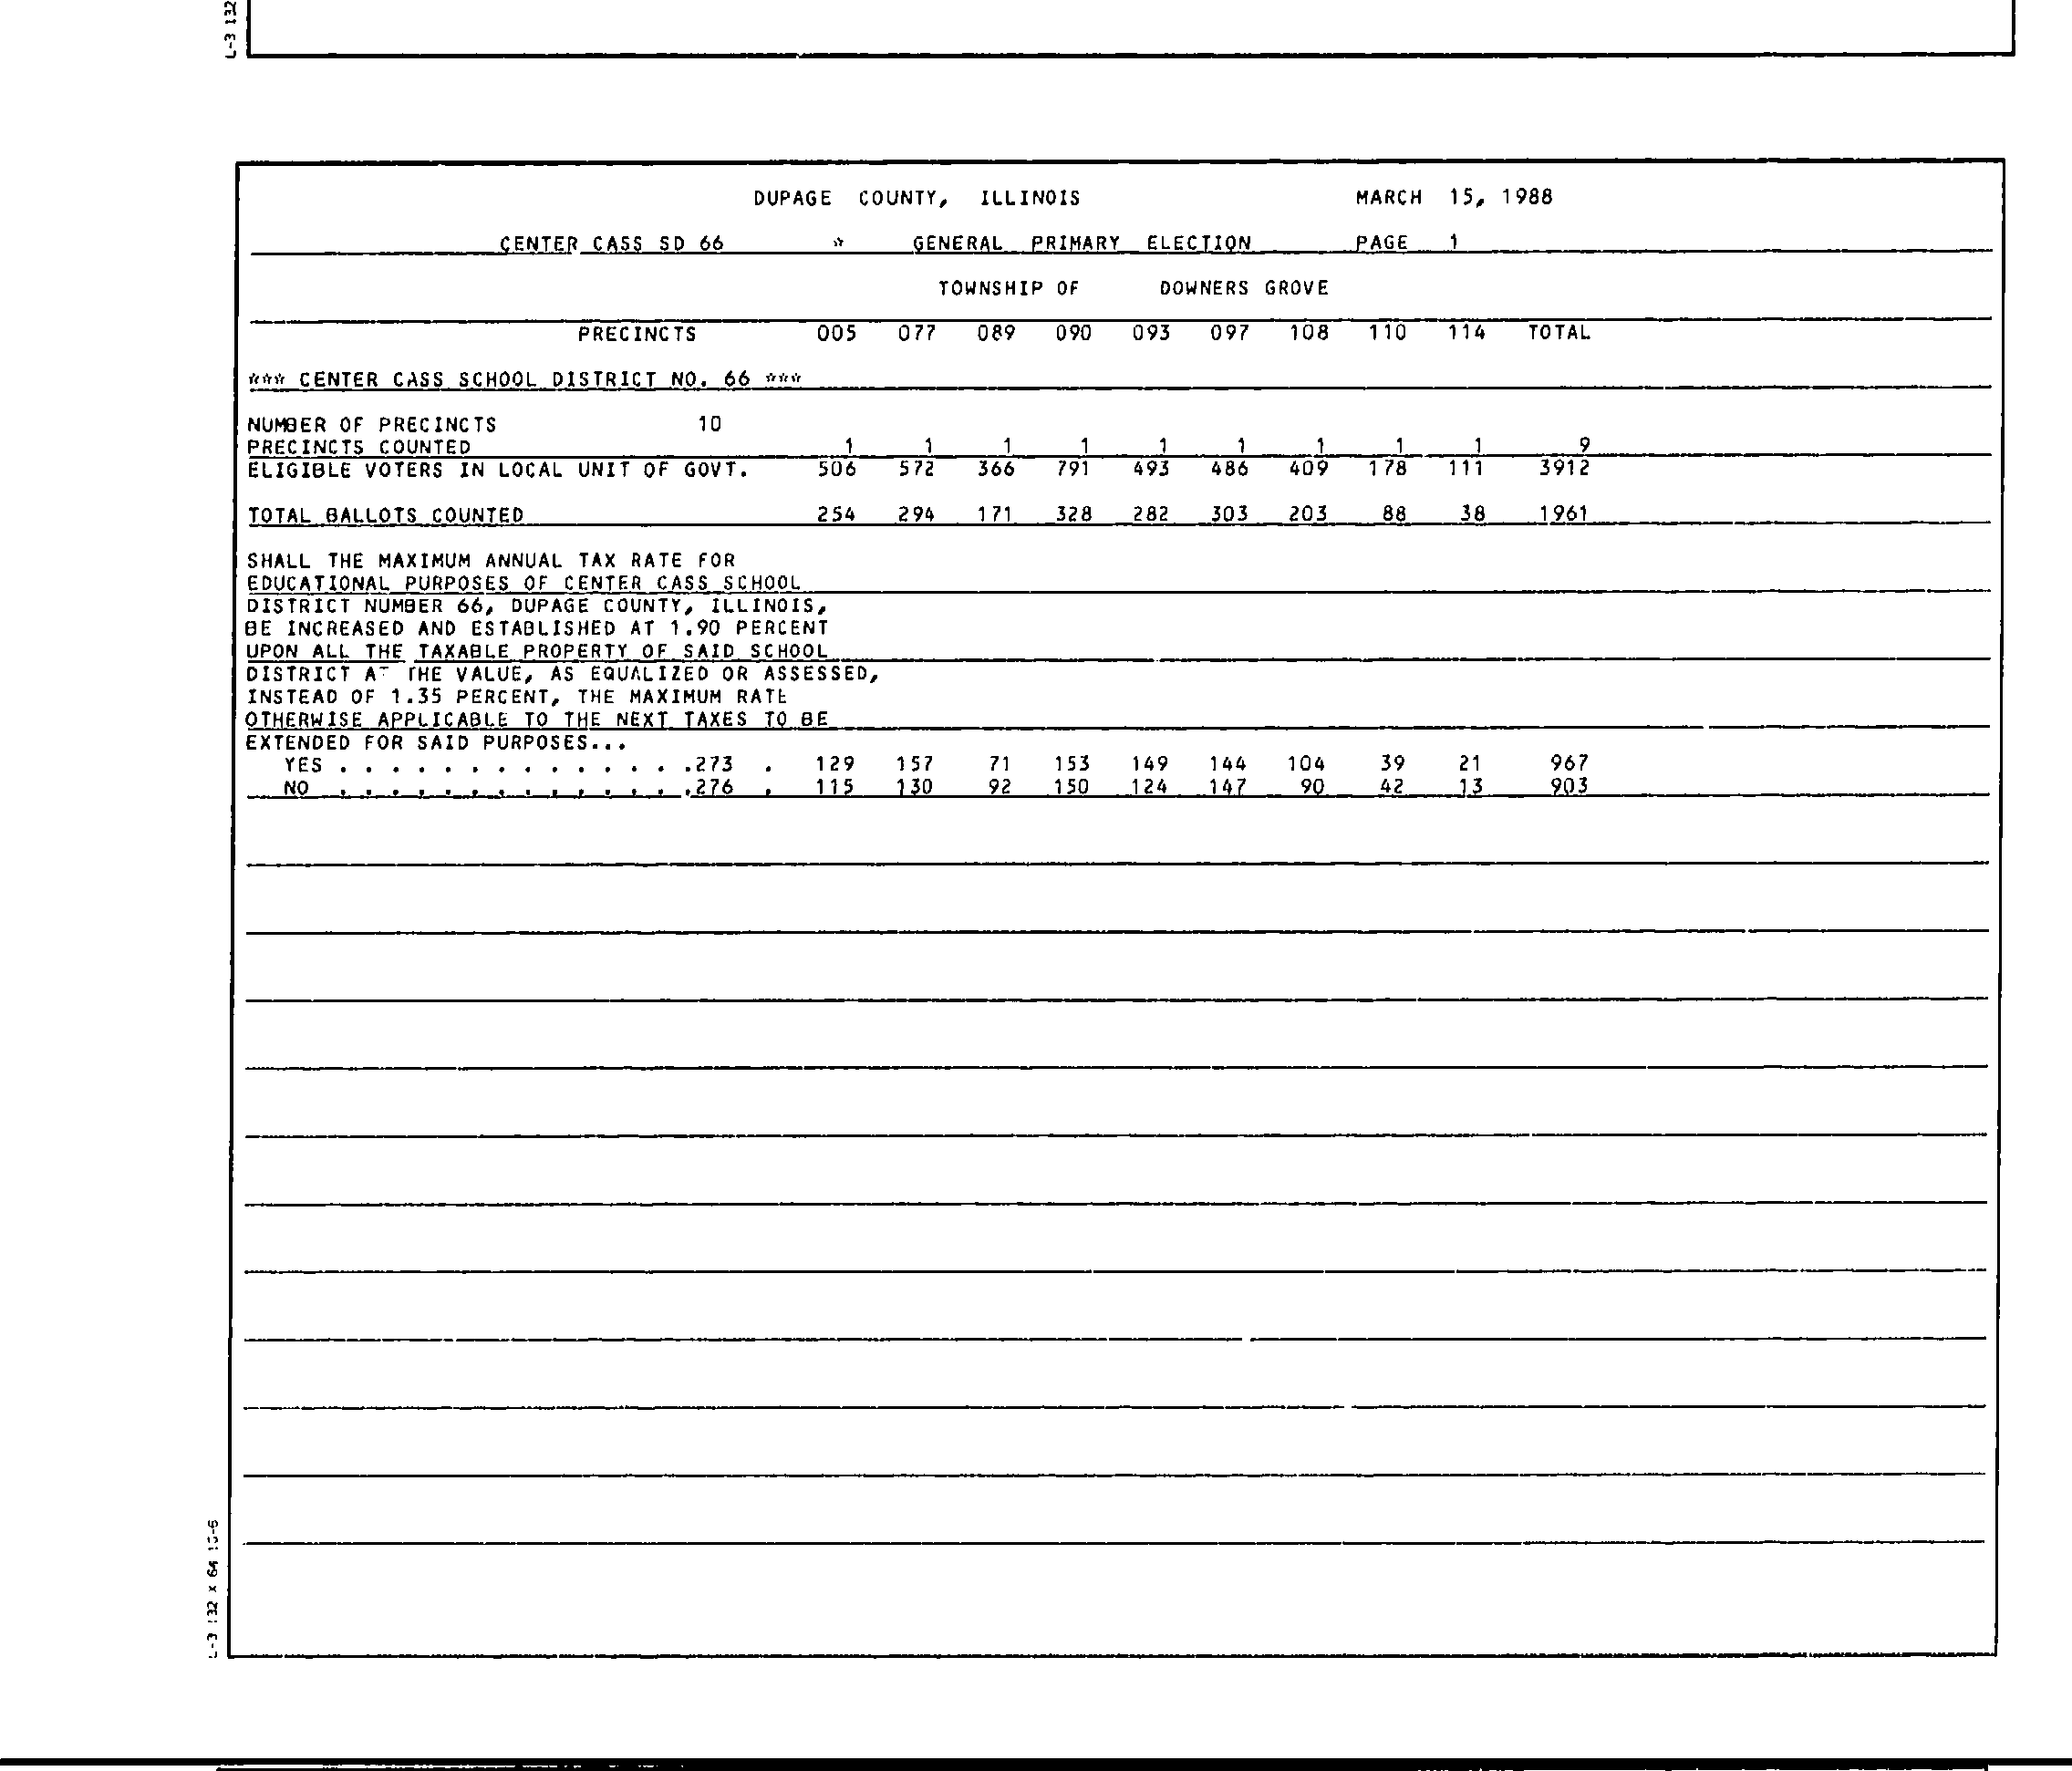 L-3 132
DUPAGE COUNTY, ILLINOIS MARCH 15, 1988
CENTER CASS SD 66 * GENERAL PRIMARY ELECTION PAGE 1
TOWNSHIP OF DOWNERS GROVE
PRECINCTS 005 077 089 090 093 097 108 110 114 TOTAL
*** CENTER CASS SCHOOL DISTRICT NO. 66 ***
NUMBER OF PRECINCTS 10
PRECINCTS COUNTED 1 1 1 1 1 1 1 1 1 9
ELIGIBLE VOTERS IN LOCAL UNIT OF GOVT. 506 572 366 791 493 486 409 178 111 3912
TOTAL BALLOTS COUNTED 254 294 171 328 282 303 203 88 38 1961
SHALL THE MAXIMUM ANNUAL TAX RATE FOR
EDUCATIONAL PURPOSES OF CENTER CASS SCHOOL
DISTRICT NUMBER 66, DUPAGE COUNTY, ILLINOIS,
BE INCREASED AND ESTABLISHED AT 1.90 PERCENT
UPON ALL THE TAXABLE PROPERTY OF SAID SCHOOL
DISTRICT AT THE VALUE, AS EQUALIZED OR ASSESSED,
INSTEAD OF 1.35 PERCENT, THE MAXIMUM RATE
OTHERWISE APPLICABLE TO THE NEXT TAXES TO BE
EXTENDED FOR SAID PURPOSES...
YES . . . . . . . . . . . . . .273 . 129 157 71 153 149 144 104 39 21 967
NO . . . . . . . . . . . . . .276 . 115 130 92 150 124 147 90 42 13 903
L-3 132 x 64 10-6